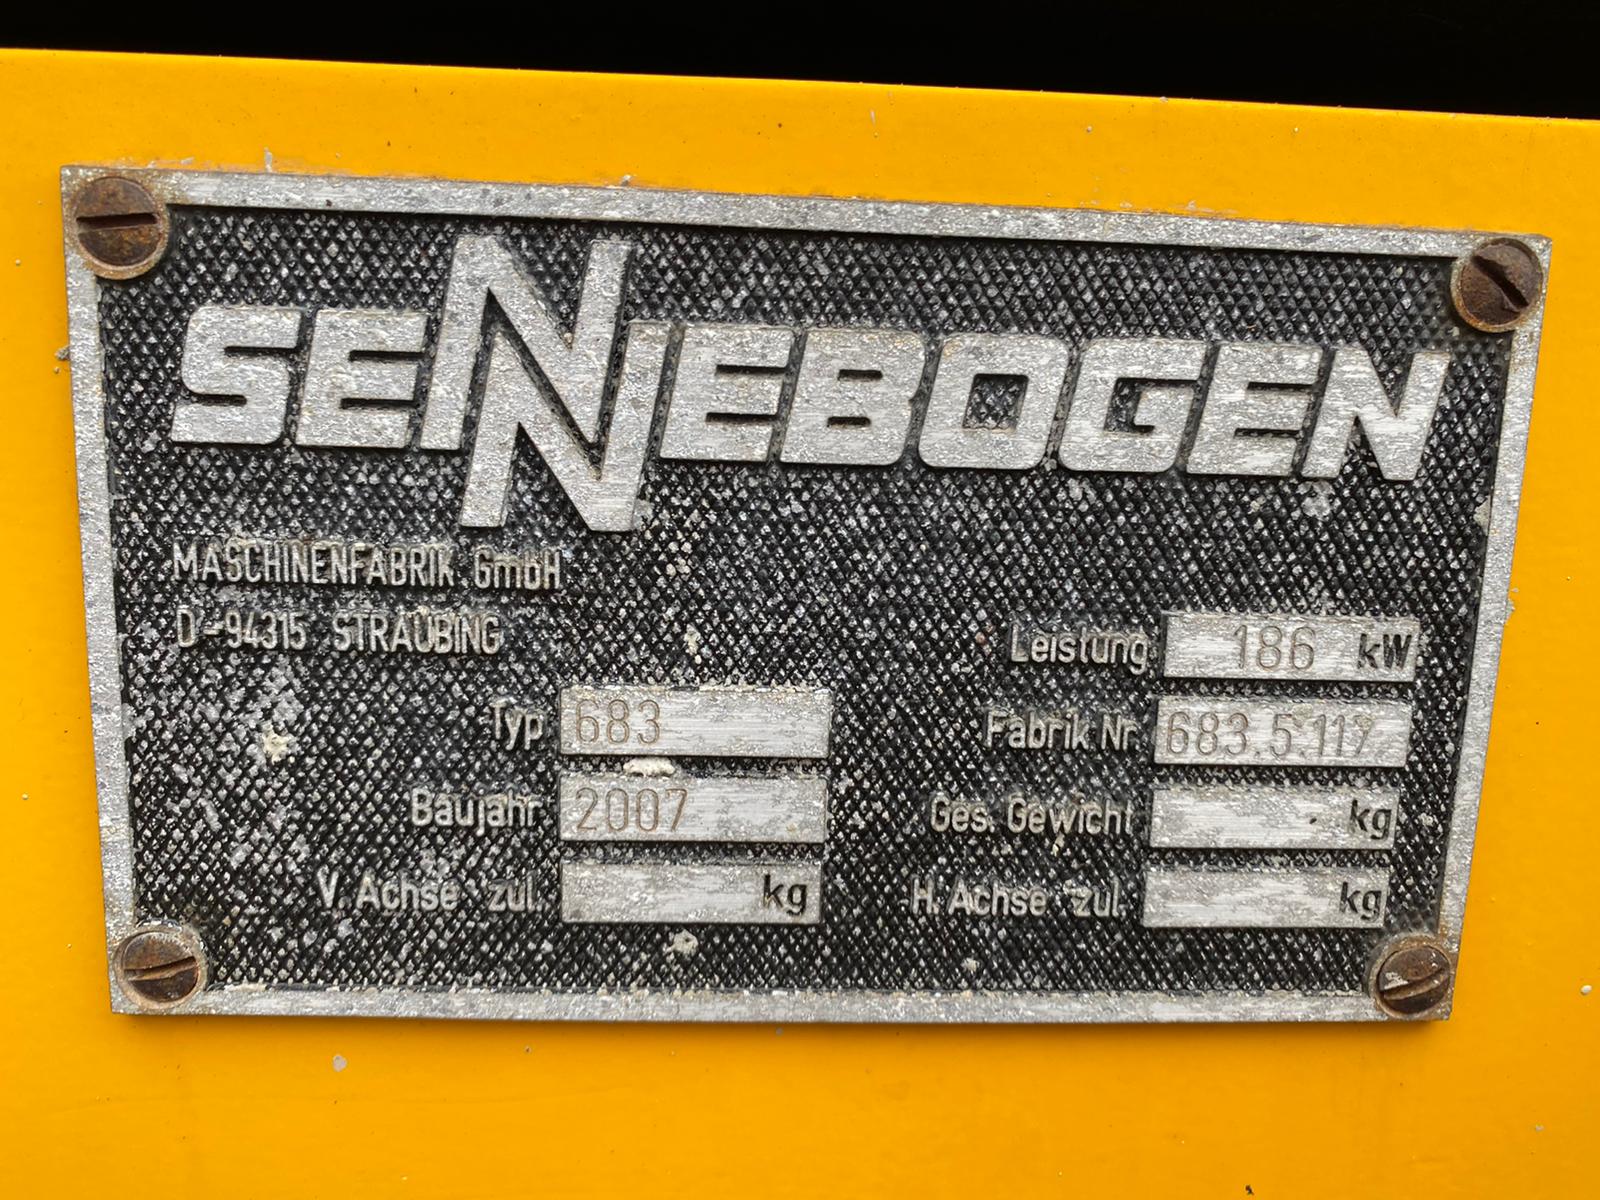 SENNEBOGEN
MASCHINENFABRIK GmbH
D-94315 STRAUBING
Leistung 186 kW
Typ 683
Fabrik Nr. 683.5.117
Baujahr 2007
Ges. Gewicht kg
V. Achse zul. kg
H. Achse zul. kg